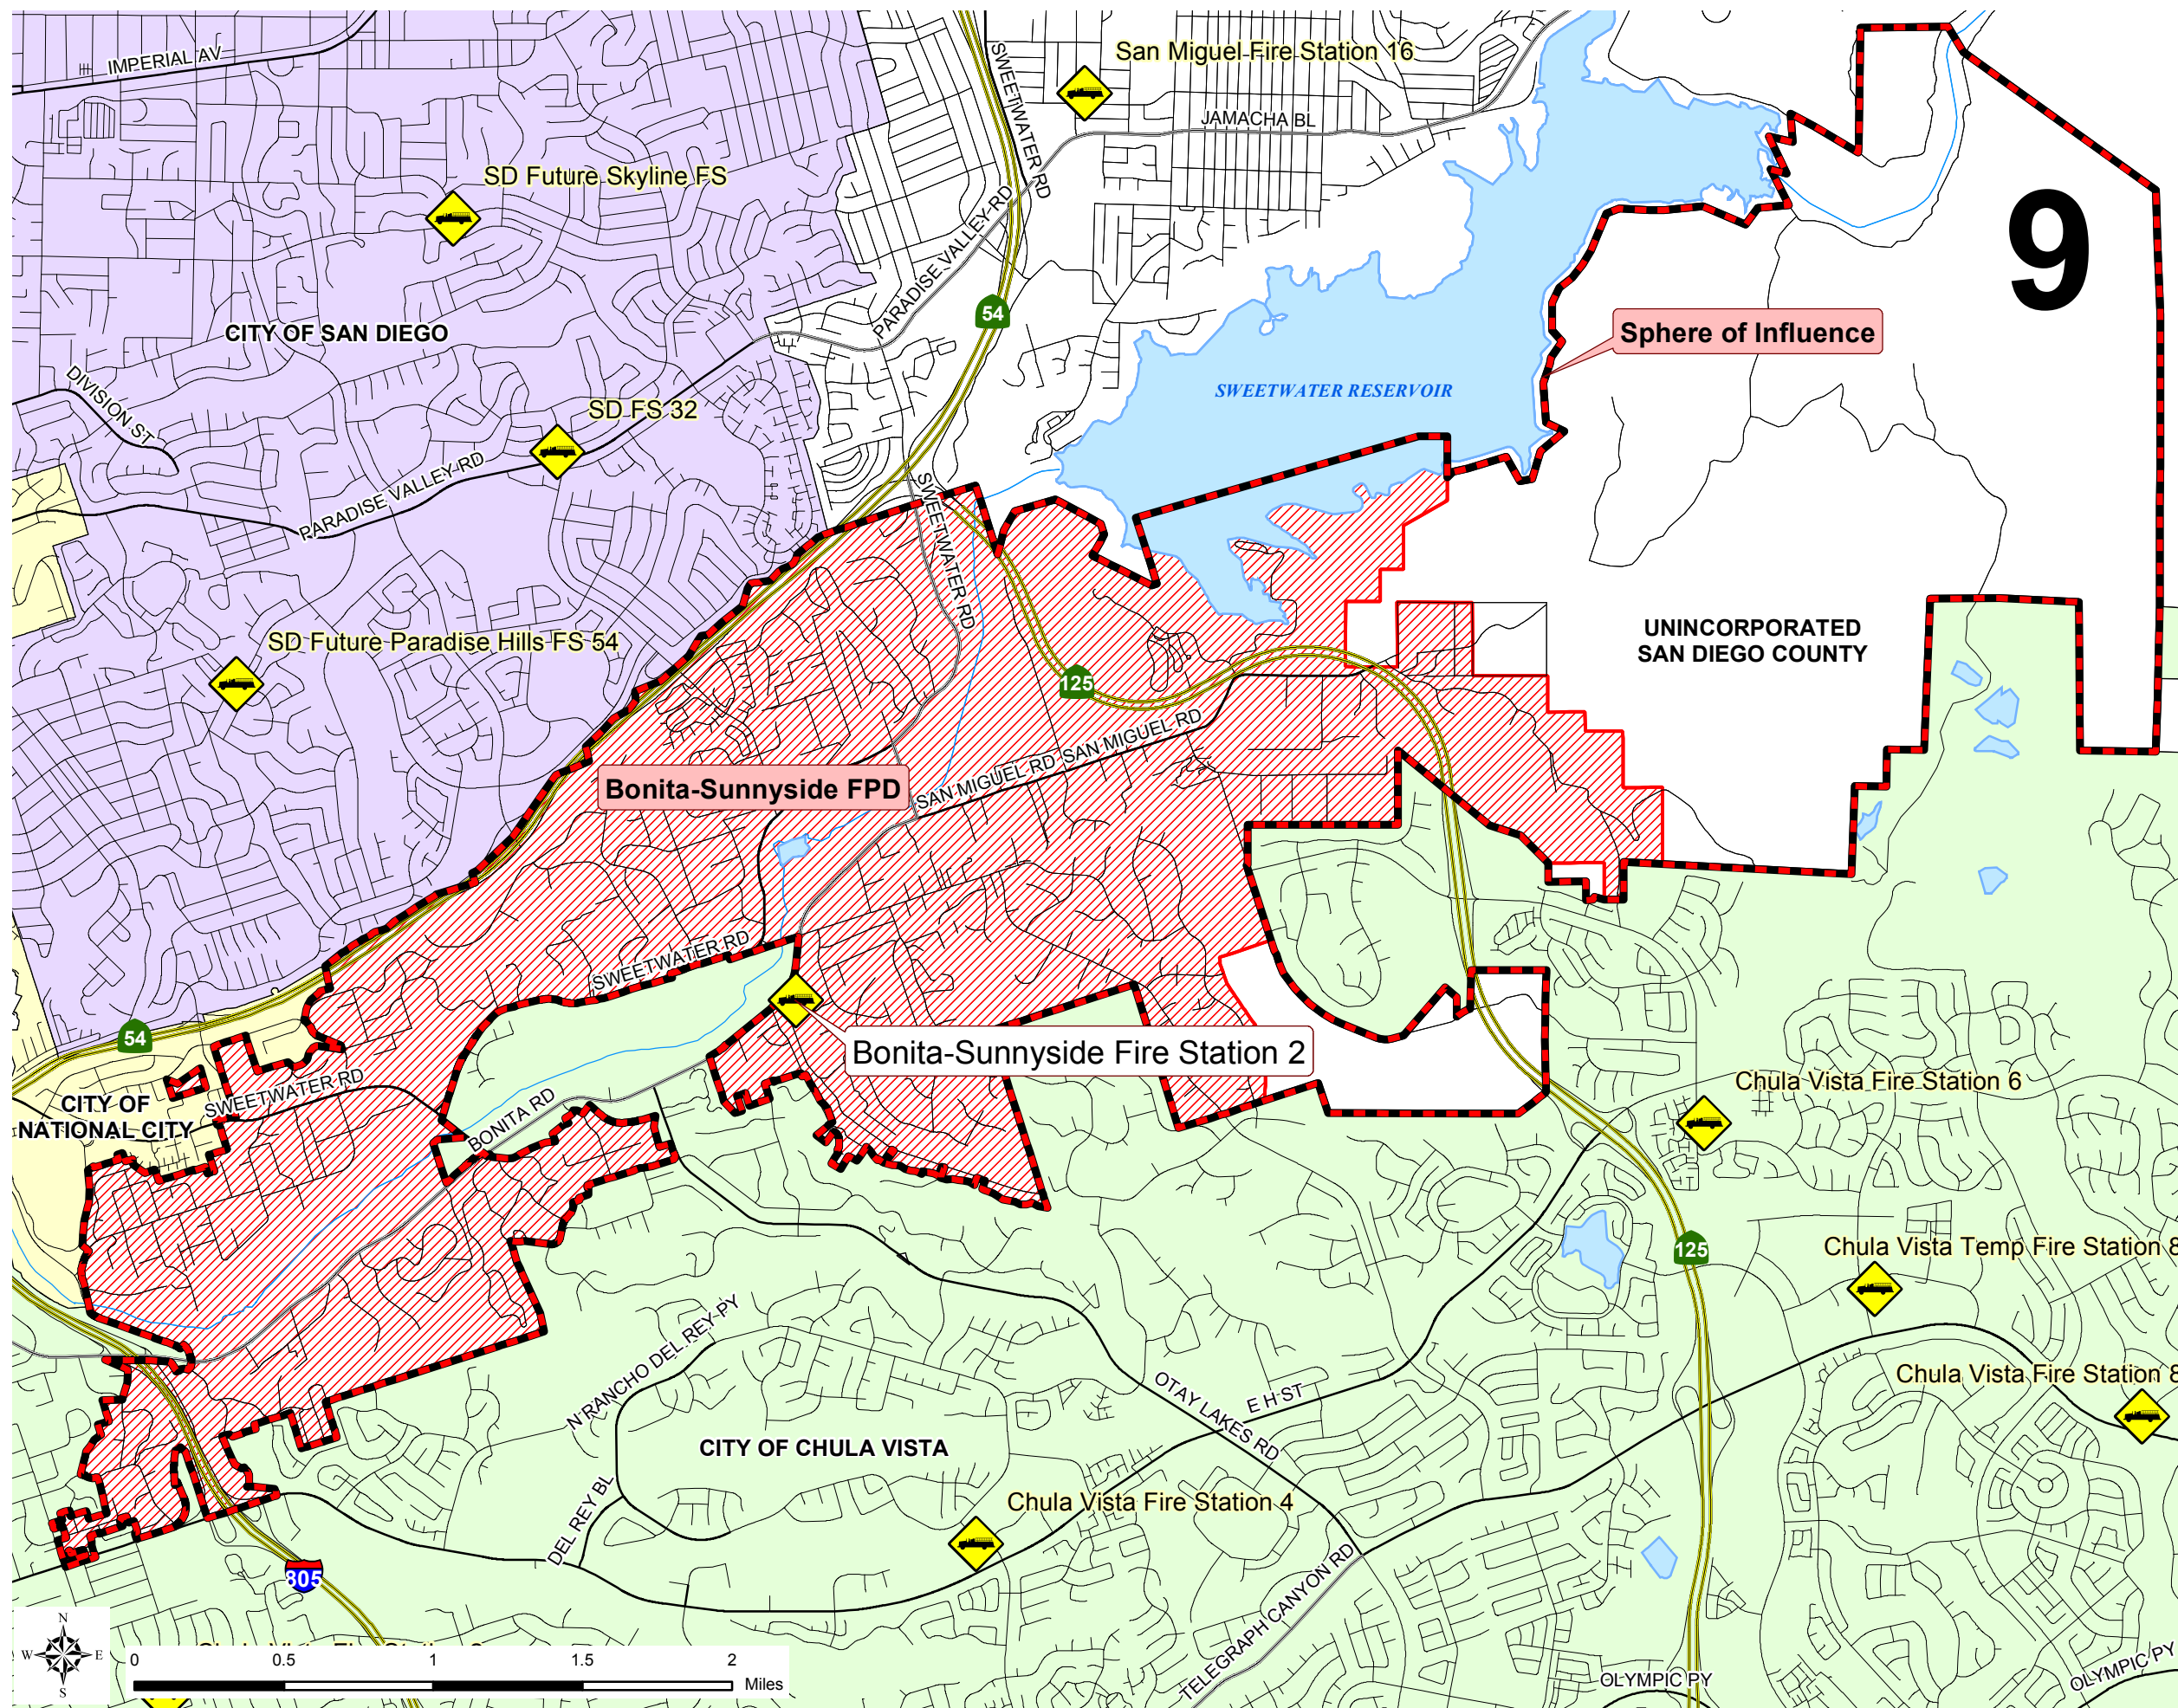 IMPERIAL AV
SWEETWATER RD
San Miguel Fire Station 16
JAMACHA BL
SD Future Skyline FS
PARADISE VALLEY RD
9
54
CITY OF SAN DIEGO
Sphere of Influence
SWEETWATER RESERVOIR
DIVISION ST
SD FS 32
PARADISE VALLEY RD
SWEETWATER RD
SD Future Paradise Hills FS 54
UNINCORPORATED
SAN DIEGO COUNTY
125
SAN MIGUEL RD
SAN MIGUEL RD
Bonita-Sunnyside FPD
SWEETWATER RD
54
Bonita-Sunnyside Fire Station 2
SWEETWATER RD
CITY OF
NATIONAL CITY
BONITA RD
Chula Vista Fire Station 6
125
Chula Vista Temp Fire Station 8
N RANCHO DEL REY PY
Chula Vista Fire Station 8
OTAY LAKES RD
E H ST
CITY OF CHULA VISTA
DEL REY BL
Chula Vista Fire Station 4
805
TELEGRAPH CANYON RD
OLYMPIC PY
OLYMPIC PY
N
W E
S
0 0.5 1 1.5 2
Miles